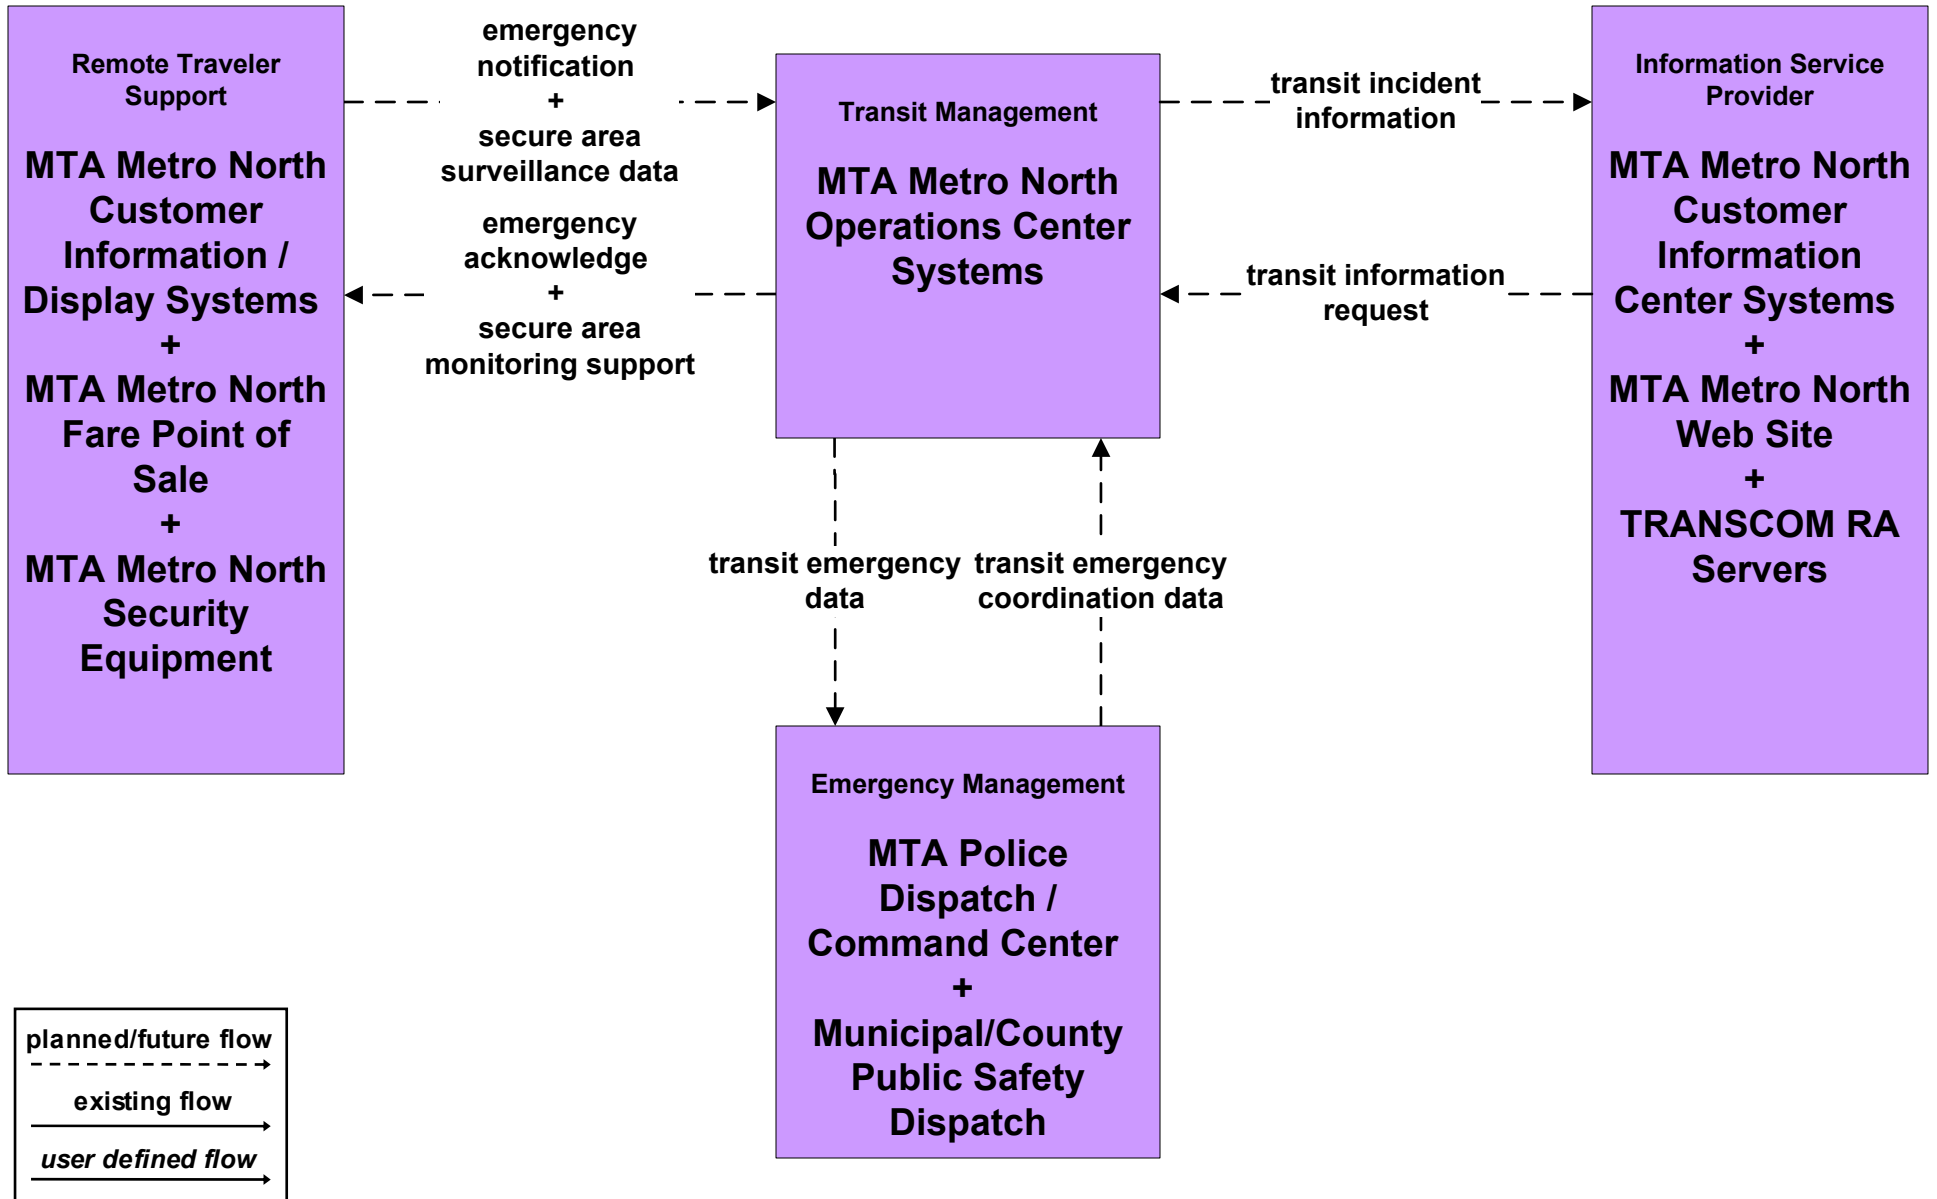 Remote Traveler
Support
MTA Metro North
Customer
Information /
Display Systems
+
MTA Metro North
Fare Point of
Sale
+
MTA Metro North
Security
Equipment
emergency
notification
+
secure area
surveillance data
emergency
acknowledge
+
secure area
monitoring support
Transit Management
MTA Metro North
Operations Center
Systems
transit incident
information
transit information
request
Information Service
Provider
MTA Metro North
Customer
Information
Center Systems
+
MTA Metro North
Web Site
+
TRANSCOM RA
Servers
transit emergency
data
transit emergency
coordination data
Emergency Management
MTA Police
Dispatch /
Command Center
+
Municipal/County
Public Safety
Dispatch
planned/future flow
existing flow
user defined flow